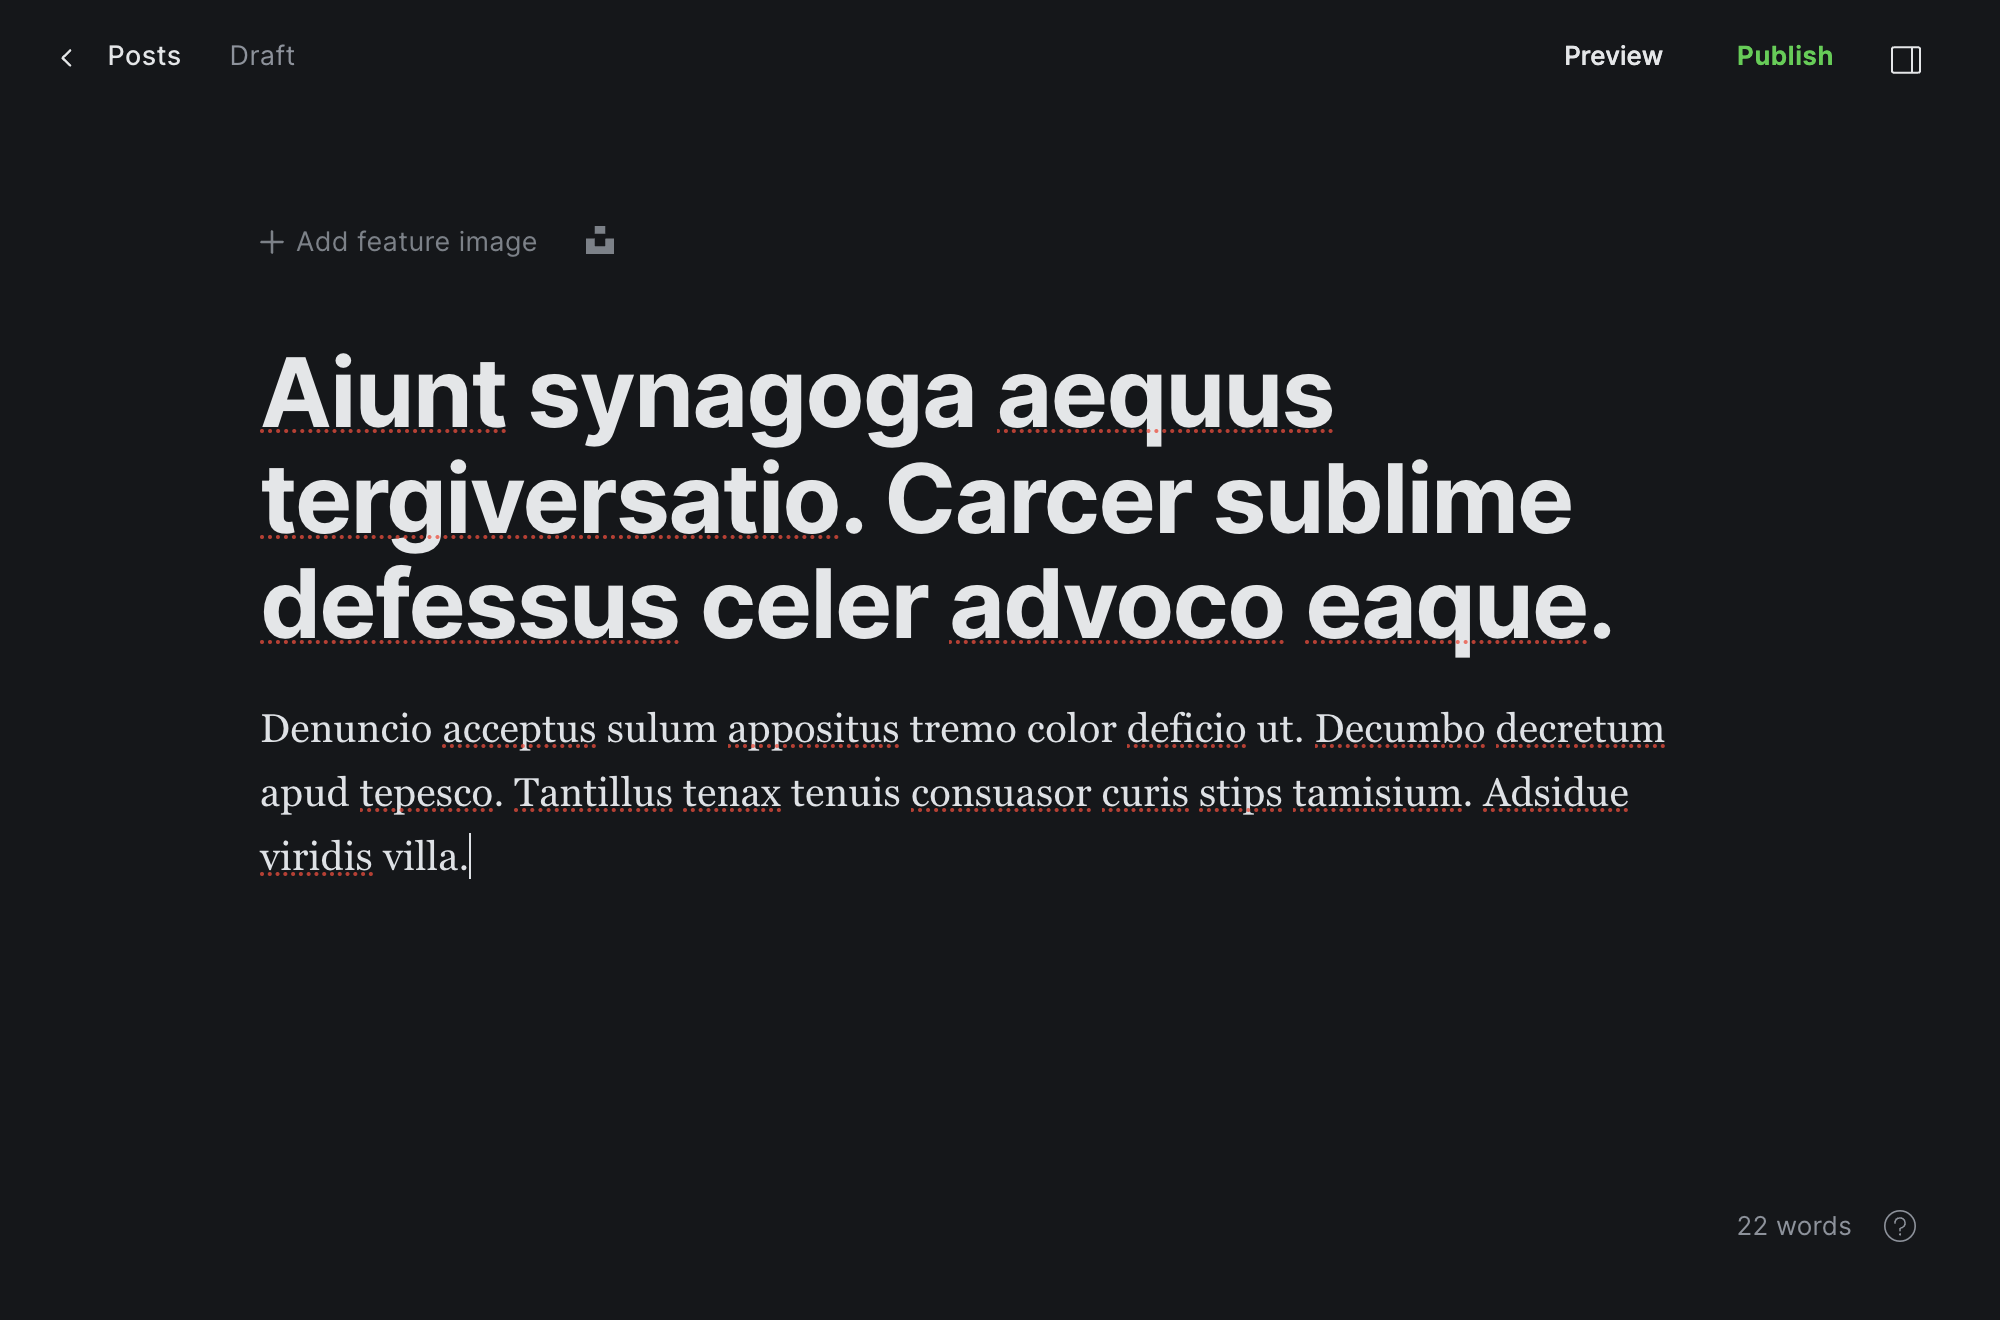 Posts Draft Preview Publish
Add feature image
Aiunt synagoga aequus
tergiversatio. Carcer sublime
defessus celer advoco eaque.
Denuncio acceptus sulum appositus tremo color deficio ut. Decumbo decretum
apud tepesco. Tantillus tenax tenuis consuasor curis stips tamisium. Adsidue
viridis villa.
22 words